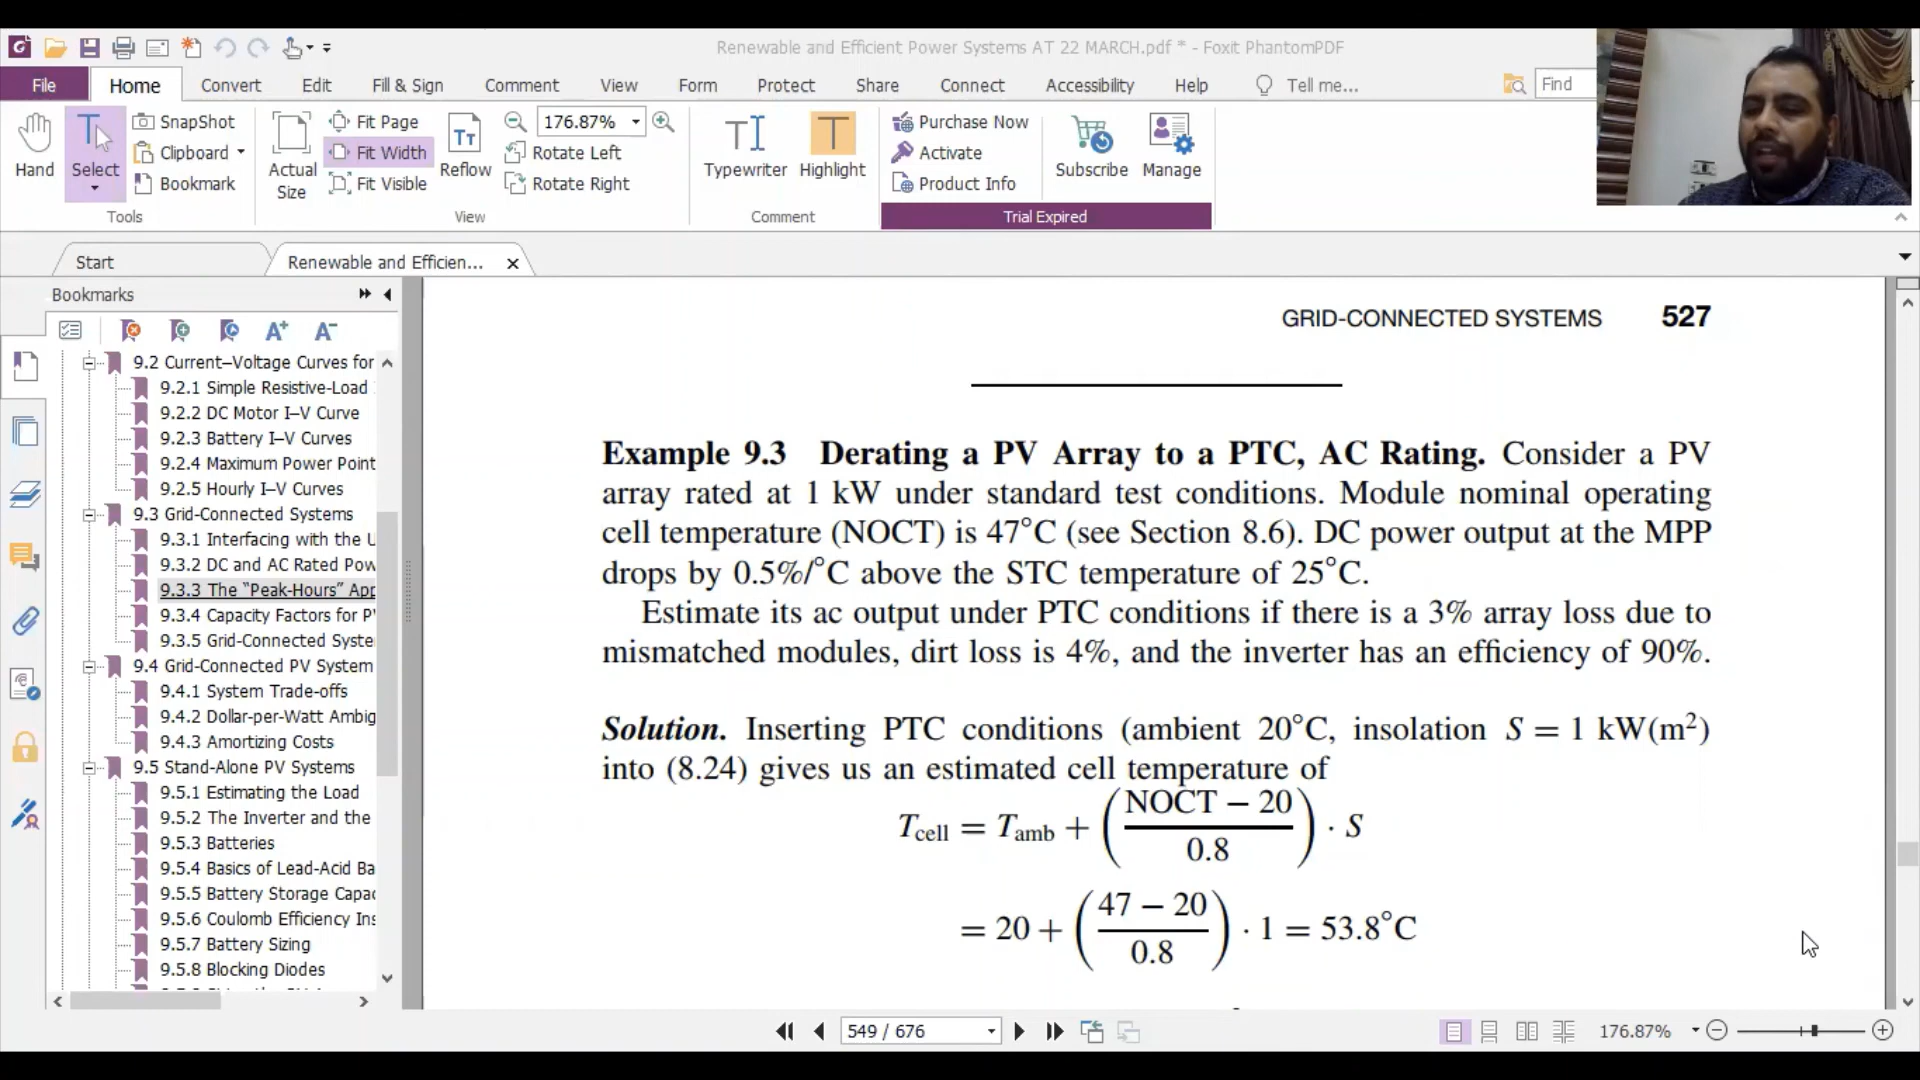 Renewable and Efficient Power Systems AT 22 MARCH.pdf * - Foxit PhantomPDF
File Home Convert Edit Fill & Sign Comment View Form Protect Share Connect Accessibility Help Tell me... Find
Hand
Select
SnapShot
Clipboard
Bookmark
Tools
Actual Size
Fit Page
Fit Width
Fit Visible
Reflow
176.87%
Rotate Left
Rotate Right
View
Typewriter
Highlight
Comment
Purchase Now
Activate
Product Info
Trial Expired
Subscribe
Manage
Start
Renewable and Efficien...
Bookmarks
9.2 Current–Voltage Curves for
9.2.1 Simple Resistive-Load
9.2.2 DC Motor I–V Curve
9.2.3 Battery I–V Curves
9.2.4 Maximum Power Point
9.2.5 Hourly I–V Curves
9.3 Grid-Connected Systems
9.3.1 Interfacing with the U
9.3.2 DC and AC Rated Pow
9.3.3 The "Peak-Hours" App
9.3.4 Capacity Factors for P
9.3.5 Grid-Connected Syste
9.4 Grid-Connected PV System
9.4.1 System Trade-offs
9.4.2 Dollar-per-Watt Ambig
9.4.3 Amortizing Costs
9.5 Stand-Alone PV Systems
9.5.1 Estimating the Load
9.5.2 The Inverter and the
9.5.3 Batteries
9.5.4 Basics of Lead-Acid Ba
9.5.5 Battery Storage Capac
9.5.6 Coulomb Efficiency Ins
9.5.7 Battery Sizing
9.5.8 Blocking Diodes
GRID-CONNECTED SYSTEMS 527
Example 9.3 Derating a PV Array to a PTC, AC Rating. Consider a PV
array rated at 1 kW under standard test conditions. Module nominal operating
cell temperature (NOCT) is 47°C (see Section 8.6). DC power output at the MPP
drops by 0.5%/°C above the STC temperature of 25°C.
Estimate its ac output under PTC conditions if there is a 3% array loss due to
mismatched modules, dirt loss is 4%, and the inverter has an efficiency of 90%.
Solution. Inserting PTC conditions (ambient 20°C, insolation S = 1 kW(m²)
into (8.24) gives us an estimated cell temperature of
Tcell = Tamb + (NOCT − 20 / 0.8) · S
= 20 + (47 − 20 / 0.8) · 1 = 53.8°C
549 / 676
176.87%